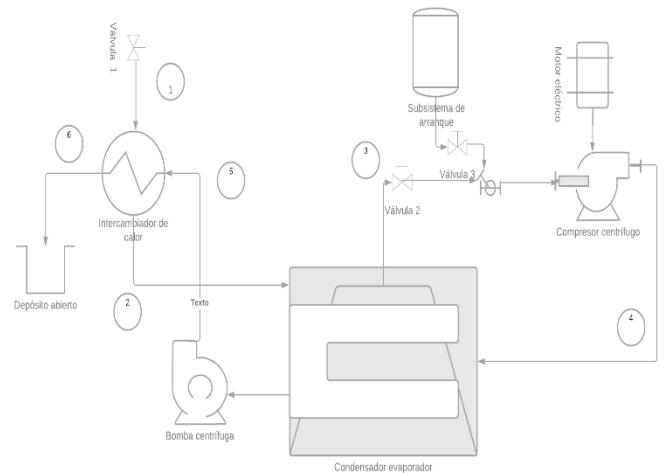 Válvula 1
1
6
Intercambiador de
calor
5
Depósito abierto
2
Texto
Bomba centrífuga
3
Válvula 2
Subsistema de
arranque
Válvula 3
Motor eléctrico
Compresor centrífugo
4
Condensador evaporador